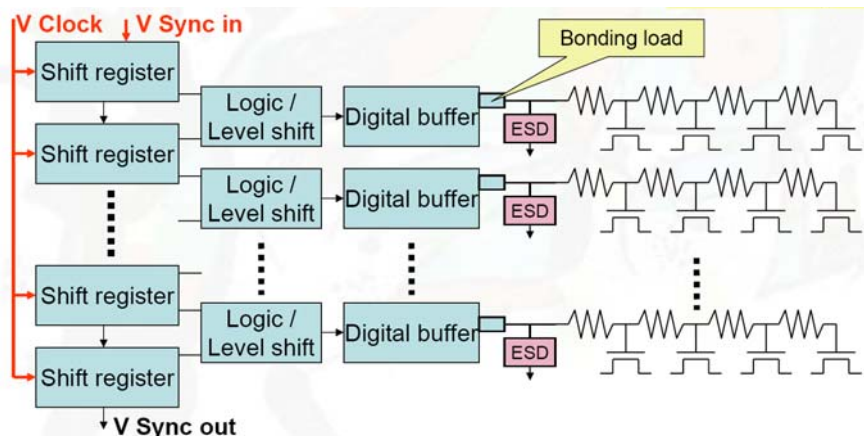 V Clock
V Sync in
Bonding load
Shift register
Logic /
Level shift
Digital buffer
ESD
Shift register
Logic /
Level shift
Digital buffer
ESD
Shift register
Logic /
Level shift
Digital buffer
ESD
Shift register
V Sync out